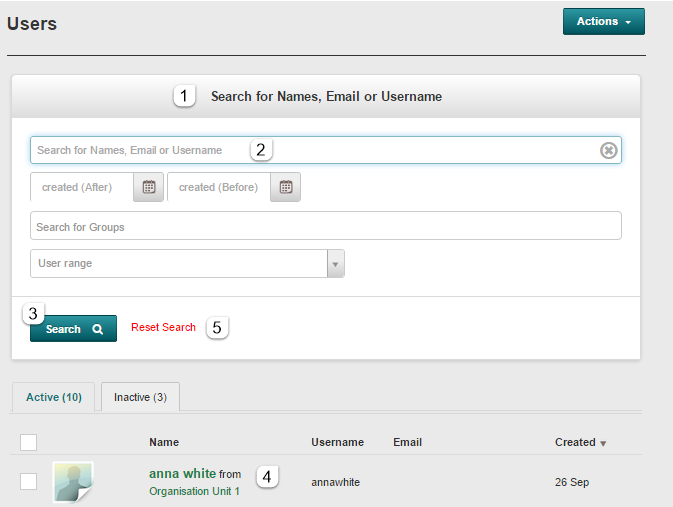 Users
Actions
1 Search for Names, Email or Username
Search for Names, Email or Username 2
created (After) created (Before)
Search for Groups
User range
3
Search Reset Search 5
Active (10) Inactive (3)
Name Username Email Created
anna white from 4
Organisation Unit 1 annawhite 26 Sep